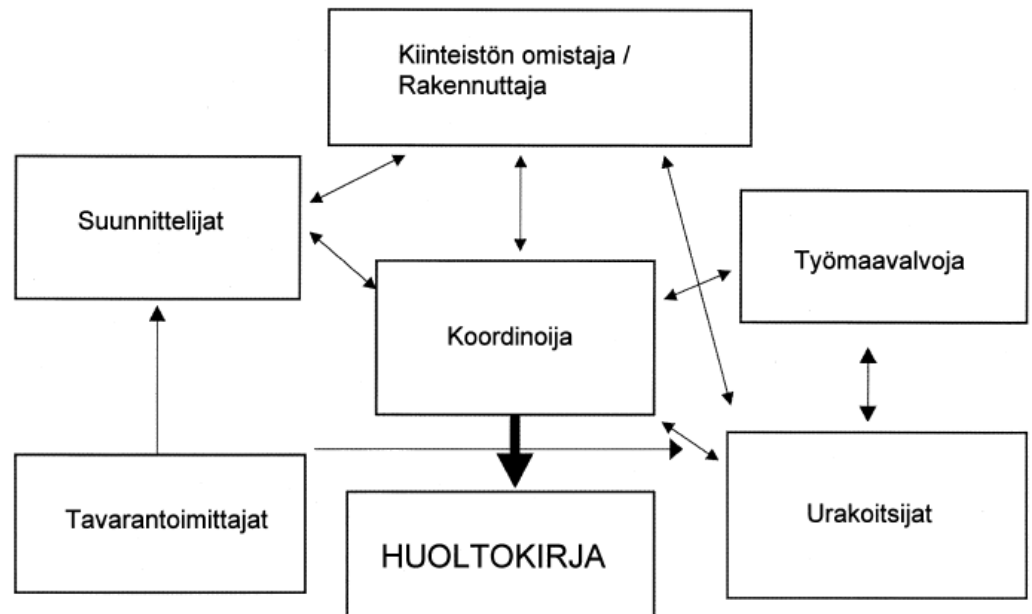 Kiinteistön omistaja /
Rakennuttaja
Suunnittelijat
Työmaavalvoja
Koordinoija
Tavarantoimittajat
Urakoitsijat
HUOLTOKIRJA